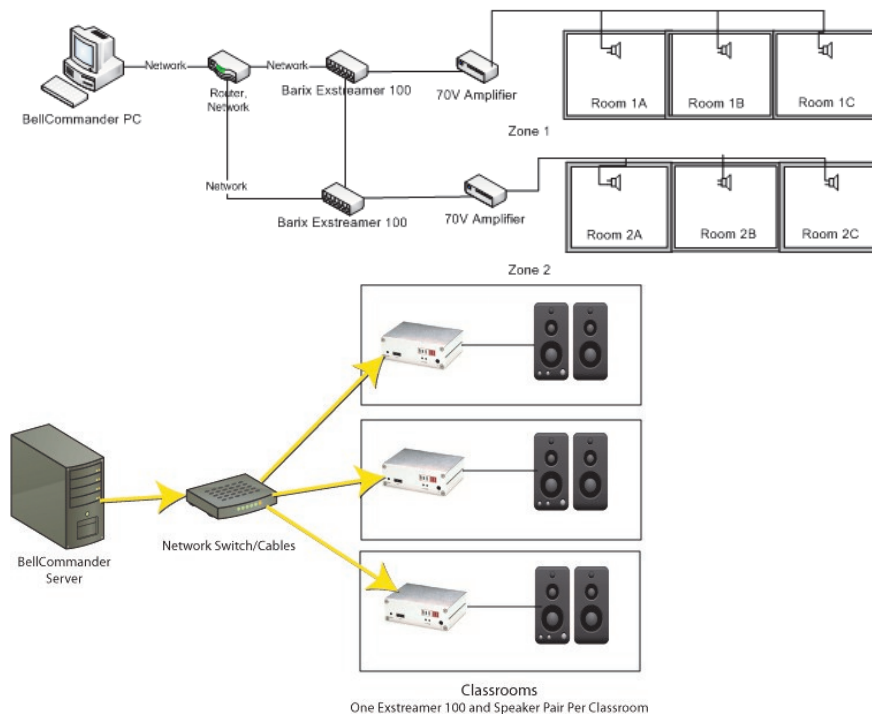 BellCommander PC
Network
Router,
Network
Network
Barix Exstreamer 100
70V Amplifier
Room 1A
Room 1B
Room 1C
Zone 1
Network
Barix Exstreamer 100
70V Amplifier
Room 2A
Room 2B
Room 2C
Zone 2
BellCommander
Server
Network Switch/Cables
Classrooms
One Exstreamer 100 and Speaker Pair Per Classroom